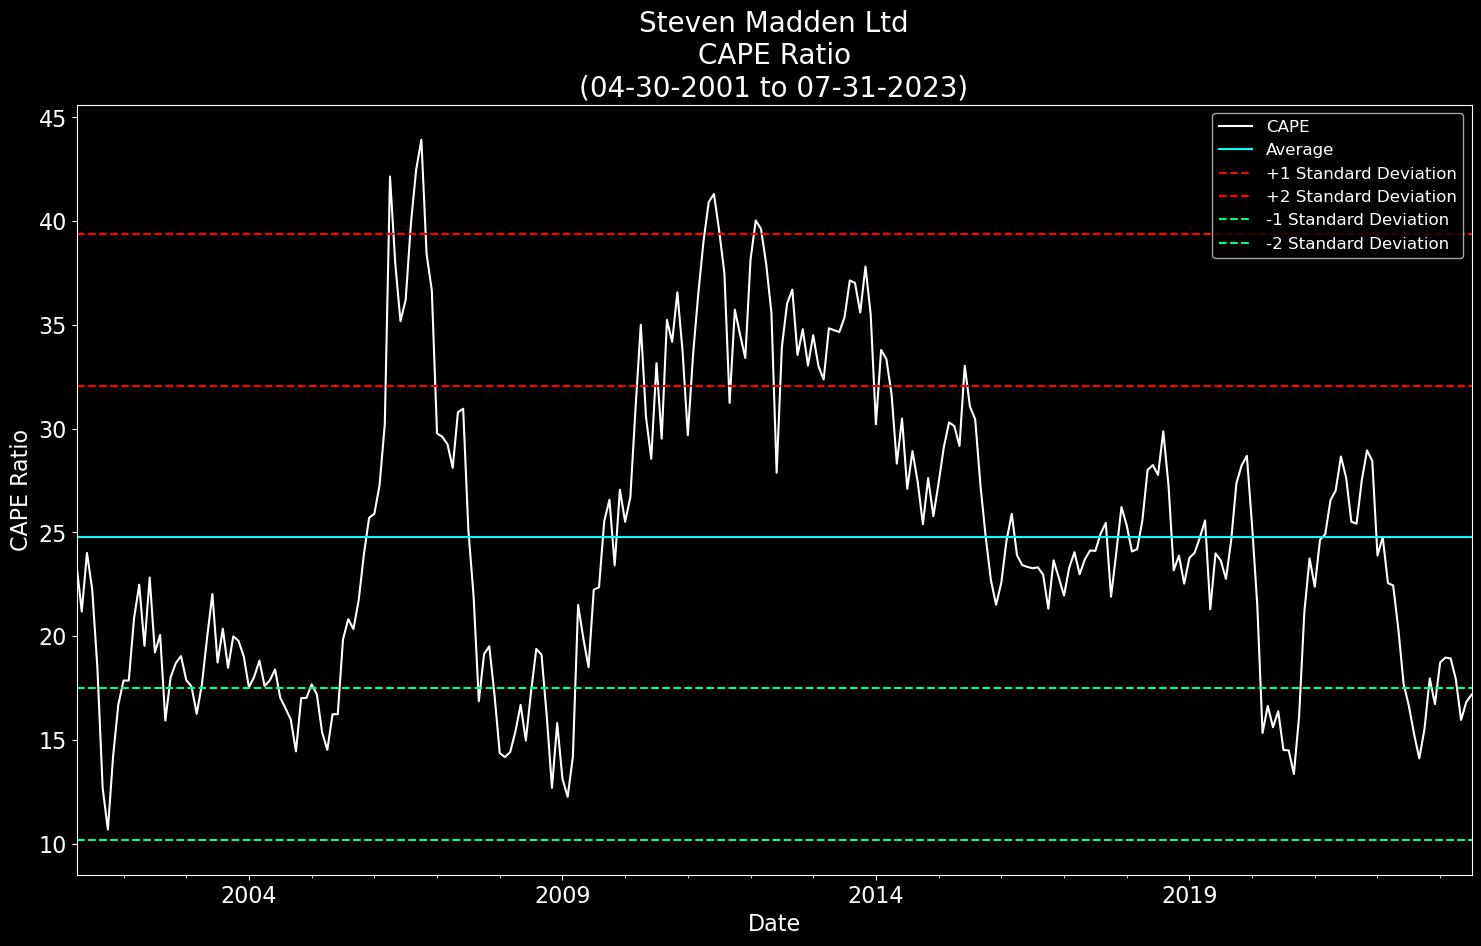 Steven Madden Ltd
CAPE Ratio
(04-30-2001 to 07-31-2023)
45
40
35
30
25
20
15
10
CAPE Ratio
CAPE
Average
+1 Standard Deviation
+2 Standard Deviation
-1 Standard Deviation
-2 Standard Deviation
2004 2009 2014 2019
Date